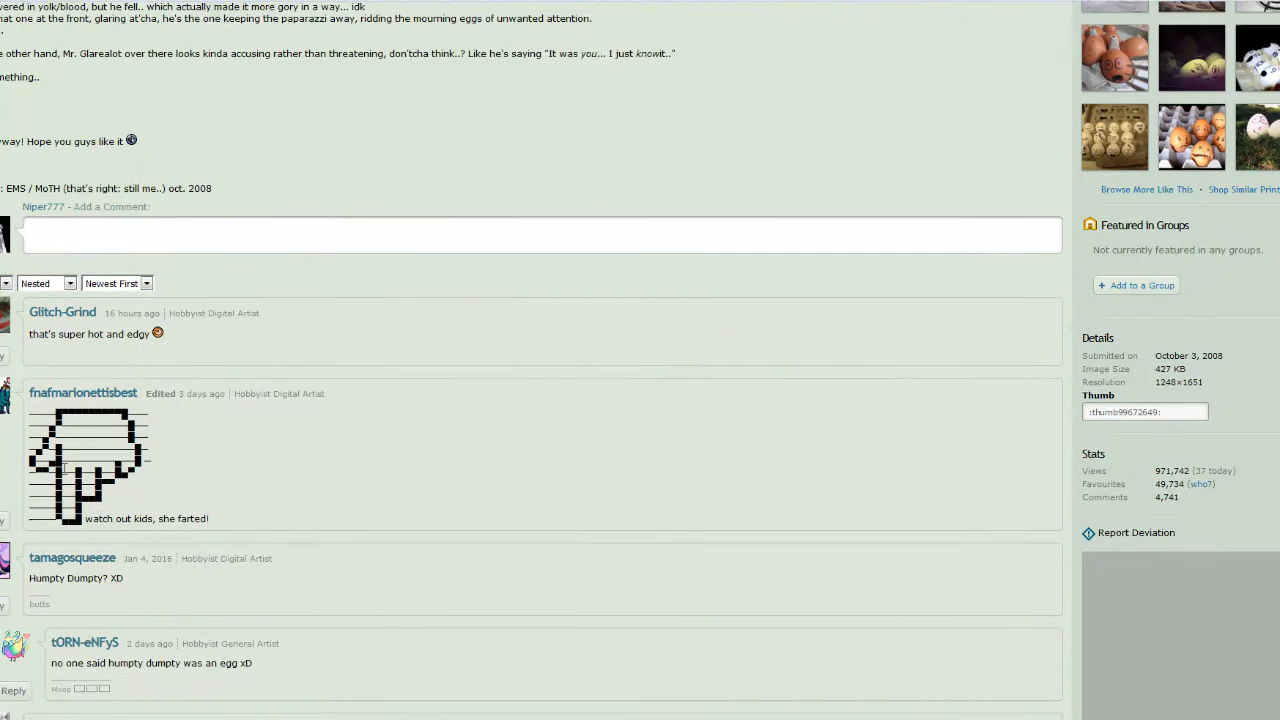 vered in yolk/blood, but he fell.. which actually made it more gory in a way... idk
nat one at the front, glaring at'cha, he's the one keeping the paparazzi away, ridding the mourning eggs of unwanted attention.
e other hand, Mr. Glarealot over there looks kinda accusing rather than threatening, don'tcha think..? Like he's saying "It was you... I just knowit.."
mething..
yway! Hope you guys like it
: EMS / MoTH (that's right: still me..) oct. 2008
Niper777 - Add a Comment:
Nested
Newest First
Glitch-Grind 16 hours ago Hobbyist Digital Artist
that's super hot and edgy
y
fnafmarionettisbest Edited 3 days ago Hobbyist Digital Artist
watch out kids, she farted!
y
tamagosqueeze Jan 4, 2016 Hobbyist Digital Artist
Humpty Dumpty? XD
butts
y
tORN-eNFyS 2 days ago Hobbyist General Artist
no one said humpty dumpty was an egg xD
Moop
Reply
Browse More Like This · Shop Similar Print
Featured in Groups
Not currently featured in any groups.
+ Add to a Group
Details
Submitted on October 3, 2008
Image Size 427 KB
Resolution 1248×1651
Thumb
:thumb99672649:
Stats
Views 971,742 (37 today)
Favourites 49,734 (who?)
Comments 4,741
Report Deviation